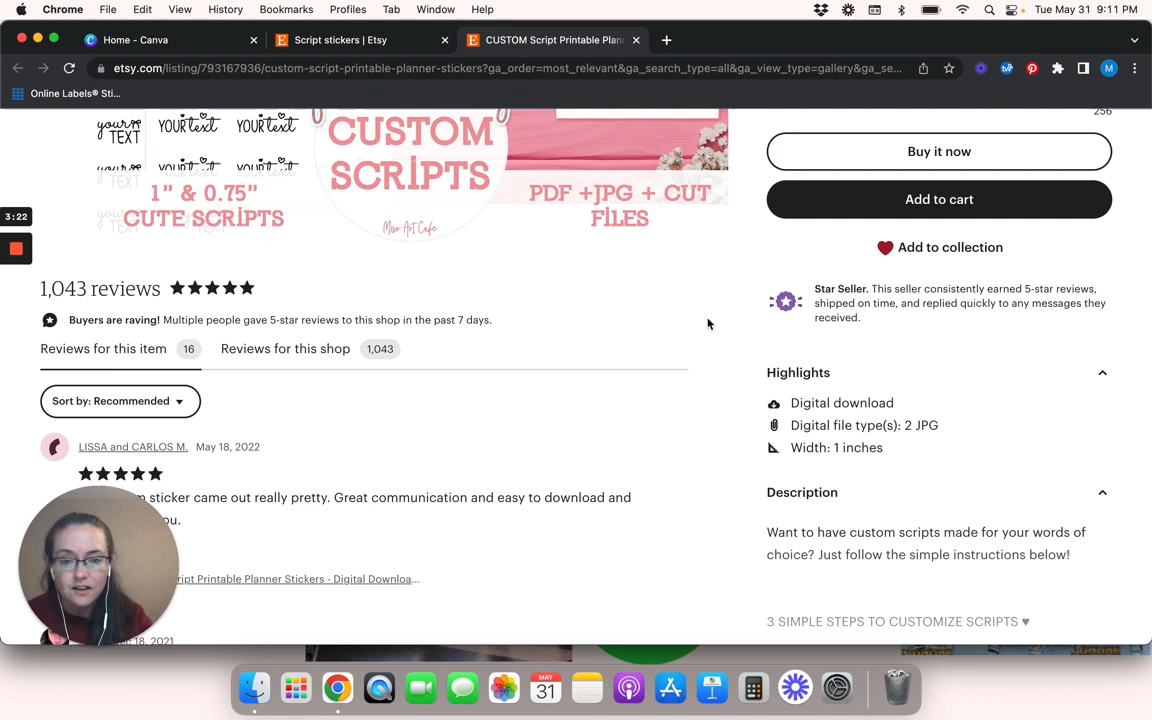 Chrome File Edit View History Bookmarks Profiles Tab Window Help Tue May 31 9:11 PM
Home - Canva Script stickers | Etsy CUSTOM Script Printable Plan
etsy.com/listing/793167936/custom-script-printable-planner-stickers?ga_order=most_relevant&ga_search_type=all&ga_view_type=gallery&ga_se... M
Online Labels® Sti...
256
your TEXT YOUR text YOUR text
CUSTOM
SCRIPTS
1” & 0.75”
CUTE SCRIPTS
PDF +JPG + CUT
FILES
Miso Art Cafe
3:22
Buy it now
Add to cart
Add to collection
1,043 reviews
Star Seller. This seller consistently earned 5-star reviews,
shipped on time, and replied quickly to any messages they
received.
Buyers are raving! Multiple people gave 5-star reviews to this shop in the past 7 days.
Reviews for this item 16 Reviews for this shop 1,043
Highlights
Sort by: Recommended
Digital download
Digital file type(s): 2 JPG
Width: 1 inches
LISSA and CARLOS M. May 18, 2022
sticker came out really pretty. Great communication and easy to download and
ou.
Description
Want to have custom scripts made for your words of
choice? Just follow the simple instructions below!
ript Printable Planner Stickers - Digital Downloa...
3 SIMPLE STEPS TO CUSTOMIZE SCRIPTS ♥
18, 2021
MAY
31